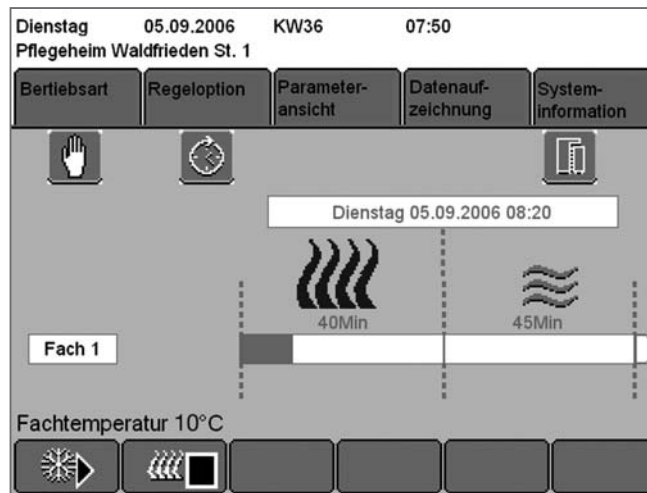 Dienstag 05.09.2006 KW36 07:50
Pflegeheim Waldfrieden St. 1
Bertiebsart Regeloption Parameter- Datenauf- System-
ansicht zeichnung information
Dienstag 05.09.2006 08:20
40Min 45Min
Fach 1
Fachtemperatur 10°C